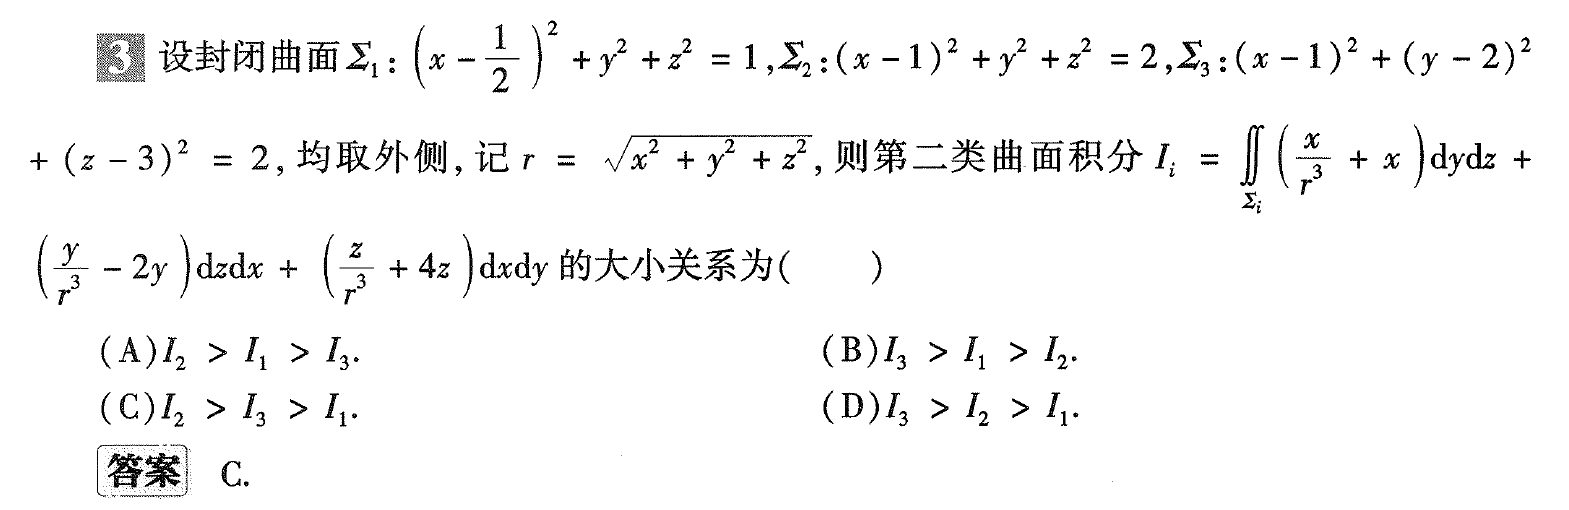 3 设封闭曲面 Σ₁: (x - 1/2)² + y² + z² = 1, Σ₂: (x - 1)² + y² + z² = 2, Σ₃: (x - 1)² + (y - 2)²
+ (z - 3)² = 2, 均取外侧, 记 r = √(x² + y² + z²), 则第二类曲面积分 Iᵢ = ∬_Σᵢ (x/r³ + x)dydz +
(y/r³ - 2y)dzdx + (z/r³ + 4z)dxdy 的大小关系为( )
(A) I₂ > I₁ > I₃. (B) I₃ > I₁ > I₂.
(C) I₂ > I₃ > I₁. (D) I₃ > I₂ > I₁.
答案 C.